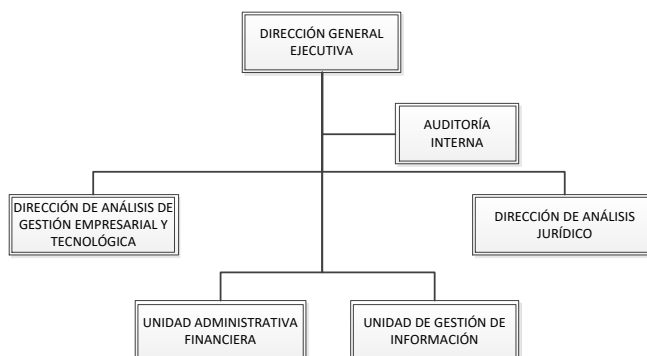 DIRECCIÓN GENERAL
EJECUTIVA
AUDITORÍA
INTERNA
DIRECCIÓN DE ANÁLISIS DE
GESTIÓN EMPRESARIAL Y
TECNOLÓGICA
DIRECCIÓN DE ANÁLISIS
JURÍDICO
UNIDAD ADMINISTRATIVA
FINANCIERA
UNIDAD DE GESTIÓN DE
INFORMACIÓN